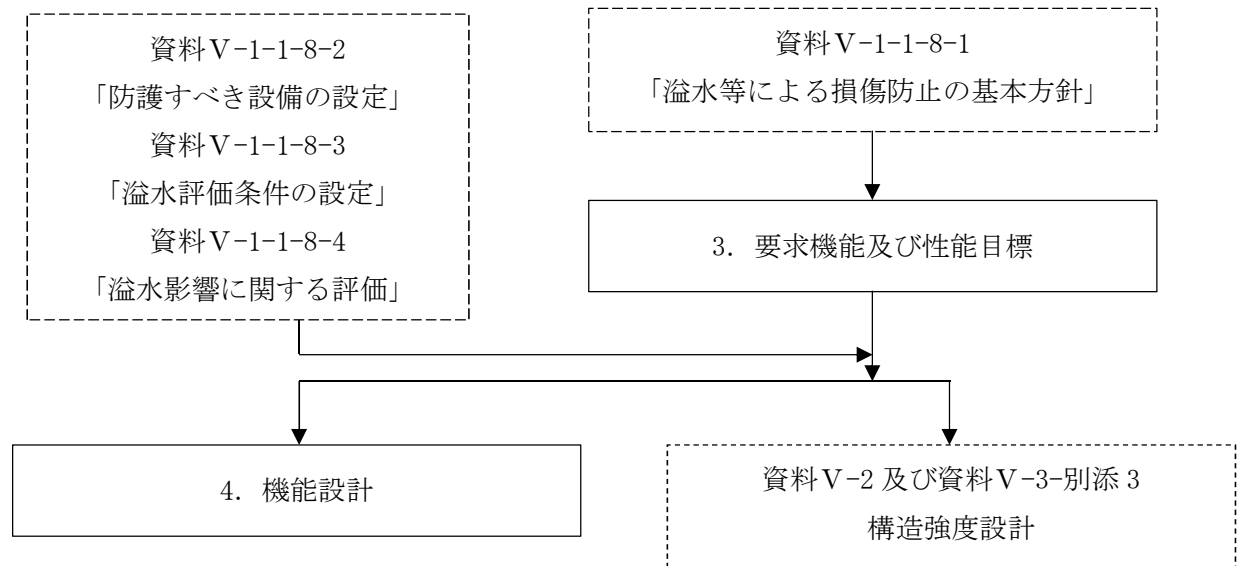 資料Ⅴ-1-1-8-2
「防護すべき設備の設定」
資料Ⅴ-1-1-8-3
「溢水評価条件の設定」
資料Ⅴ-1-1-8-4
「溢水影響に関する評価」
資料Ⅴ-1-1-8-1
「溢水等による損傷防止の基本方針」
3. 要求機能及び性能目標
4. 機能設計
資料Ⅴ-2 及び資料Ⅴ-3-別添 3
構造強度設計